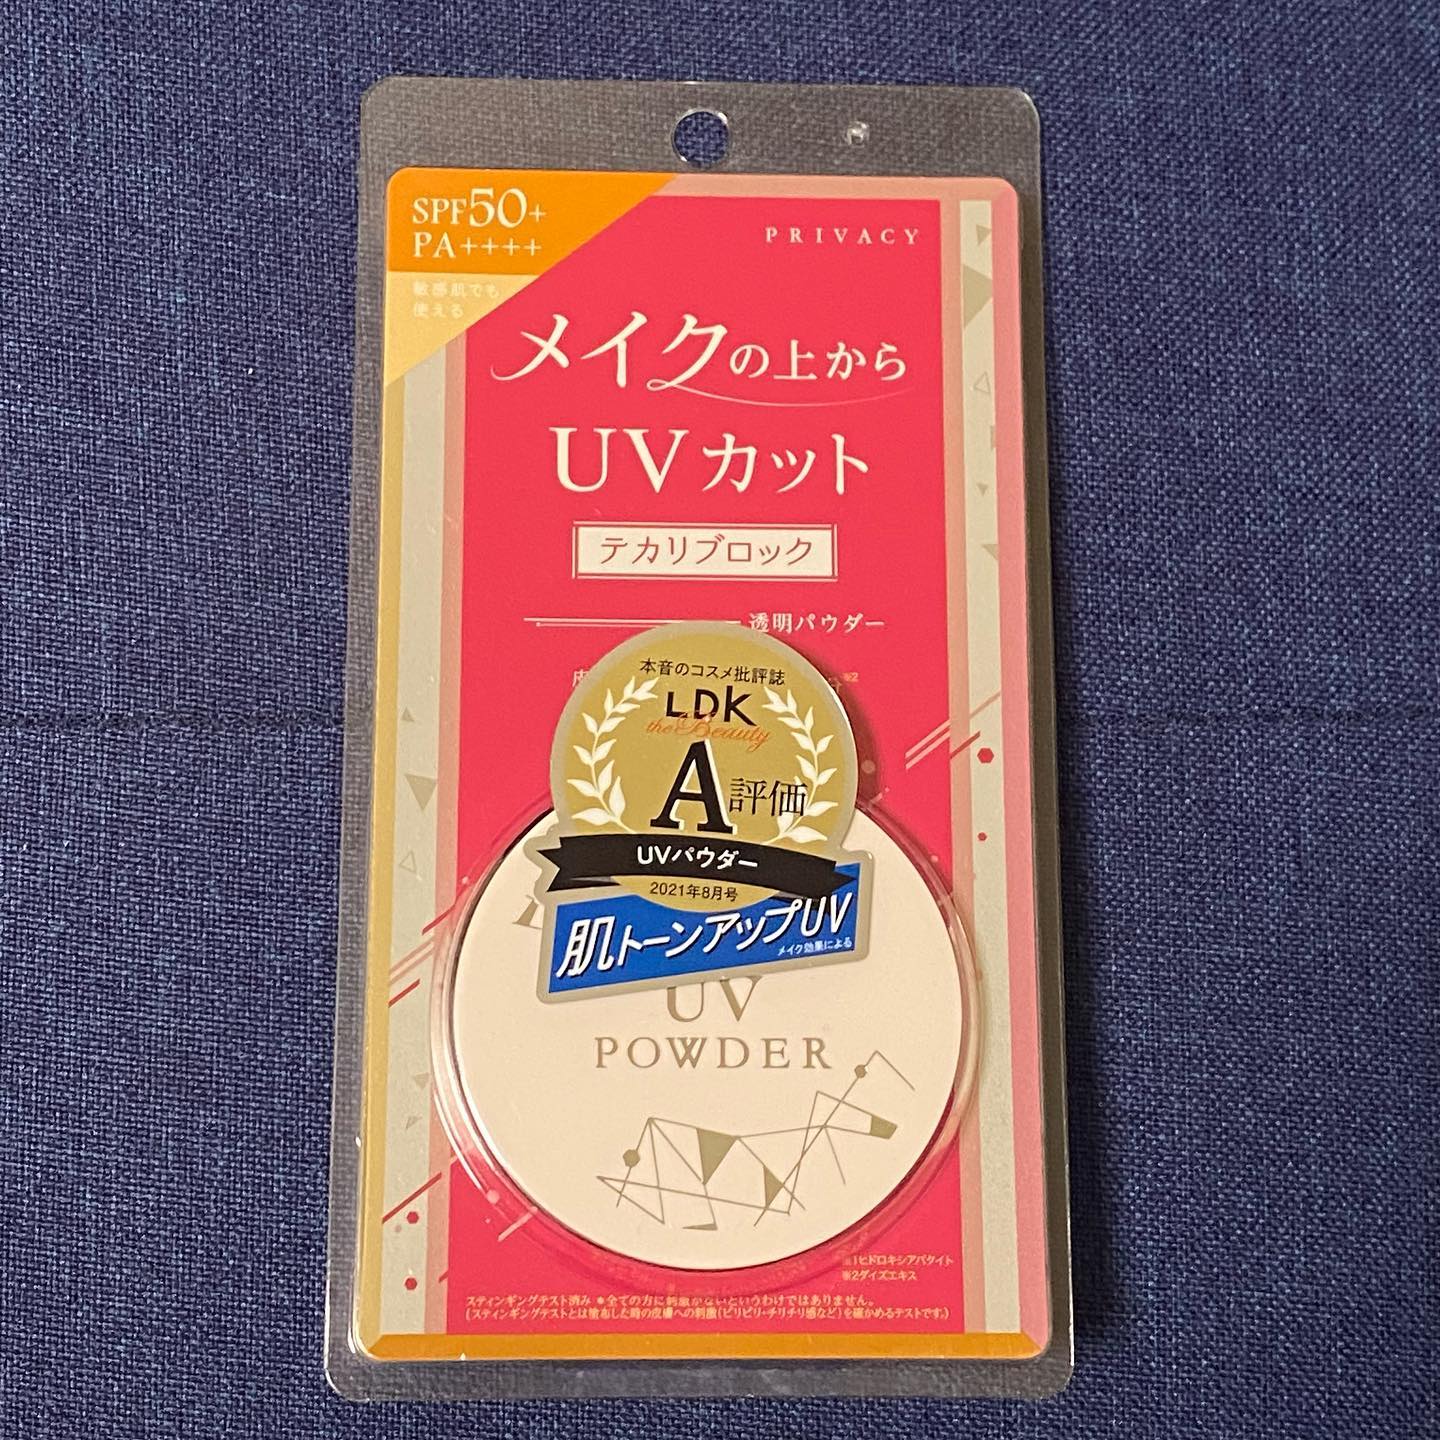 SPF50+
PA++++
敏感肌でも
使える
PRIVACY
メイクの上から
UVカット
テカリブロック
透明パウダー
※2
本音のコスメ批評誌
LDK
the Beauty
A評価
UVパウダー
2021年8月号
肌トーンアップUV
メイク効果による
UV
POWDER
※1ヒドロキシアパタイト
※2ダイズエキス
スティンギングテスト済み ＊全ての方に刺激がないというわけではありません。
(スティンギングテストとは塗布した時の皮膚への刺激(ピリピリ・チリチリ感など)を確かめるテストです。)